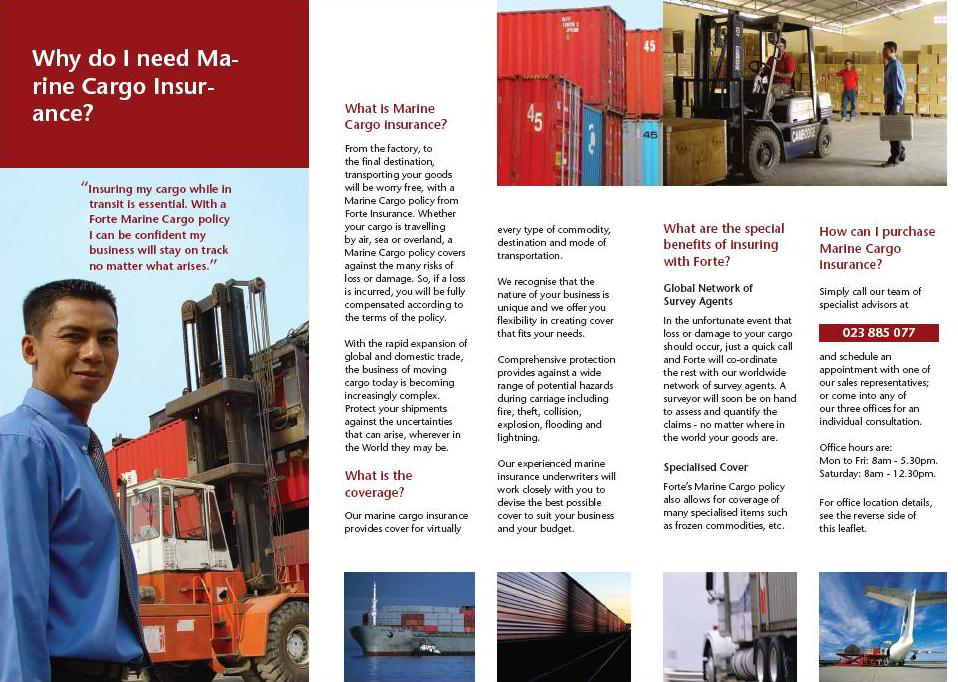 Why do I need Ma-
rine Cargo Insur-
ance?
“Insuring my cargo while in
transit is essential. With a
Forte Marine Cargo policy
I can be confident my
business will stay on track
no matter what arises.”
What is Marine
Cargo Insurance?
From the factory, to
the final destination,
transporting your goods
will be worry free, with a
Marine Cargo policy from
Forte Insurance. Whether
your cargo is travelling
by air, sea or overland, a
Marine Cargo policy covers
against the many risks of
loss or damage. So, if a loss
is incurred, you will be fully
compensated according to
the terms of the policy.
With the rapid expansion of
global and domestic trade,
the business of moving
cargo today is becoming
increasingly complex.
Protect your shipments
against the uncertainties
that can arise, wherever in
the World they may be.
What is the
coverage?
Our marine cargo insurance
provides cover for virtually
45
45
45
CAMBODGE
every type of commodity,
destination and mode of
transportation.
We recognise that the
nature of your business is
unique and we offer you
flexibility in creating cover
that fits your needs.
Comprehensive protection
provides against a wide
range of potential hazards
during carriage including
fire, theft, collision,
explosion, flooding and
lightning.
Our experienced marine
insurance underwriters will
work closely with you to
devise the best possible
cover to suit your business
and your budget.
What are the special
benefits of insuring
with Forte?
Global Network of
Survey Agents
In the unfortunate event that
loss or damage to your cargo
should occur, just a quick call
and Forte will co-ordinate
the rest with our worldwide
network of survey agents. A
surveyor will soon be on hand
to assess and quantify the
claims - no matter where in
the world your goods are.
Specialised Cover
Forte’s Marine Cargo policy
also allows for coverage of
many specialised items such
as frozen commodities, etc.
How can I purchase
Marine Cargo
Insurance?
Simply call our team of
specialist advisors at
023 885 077
and schedule an
appointment with one of
our sales representatives;
or come into any of
our three offices for an
individual consultation.
Office hours are:
Mon to Fri: 8am - 5.30pm.
Saturday: 8am - 12.30pm.
For office location details,
see the reverse side of
this leaflet.